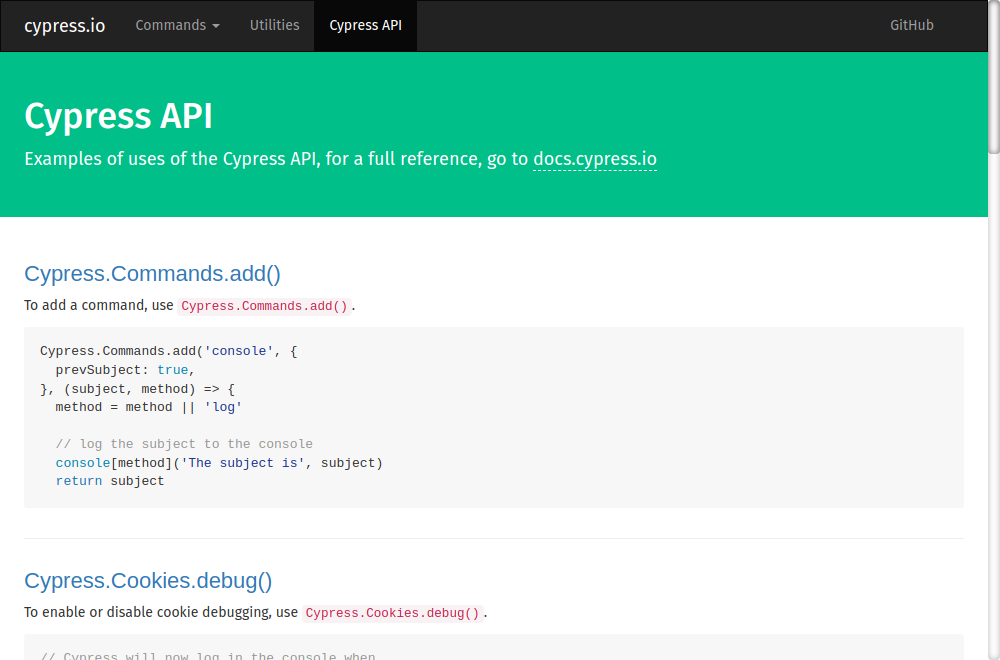 cypress.io Commands Utilities Cypress API GitHub
Cypress API
Examples of uses of the Cypress API, for a full reference, go to docs.cypress.io
Cypress.Commands.add()
To add a command, use Cypress.Commands.add().
Cypress.Commands.add('console', {
  prevSubject: true,
}, (subject, method) => {
  method = method || 'log'
  // log the subject to the console
  console[method]('The subject is', subject)
  return subject
Cypress.Cookies.debug()
To enable or disable cookie debugging, use Cypress.Cookies.debug().
// Cypress will now log in the console when